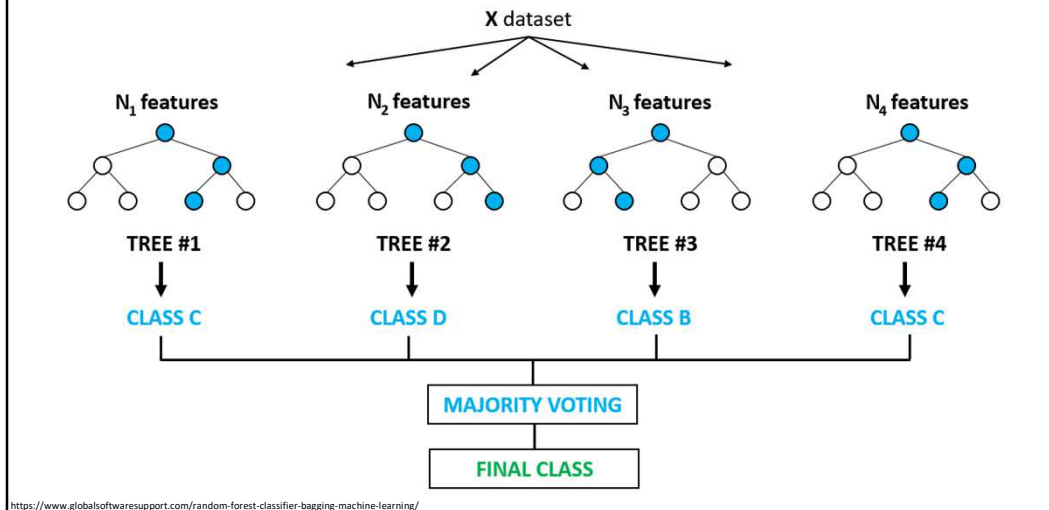 X dataset
N1 features
N2 features
N3 features
N4 features
TREE #1
TREE #2
TREE #3
TREE #4
CLASS C
CLASS D
CLASS B
CLASS C
MAJORITY VOTING
FINAL CLASS
https://www.globalsoftwaresupport.com/random-forest-classifier-bagging-machine-learning/